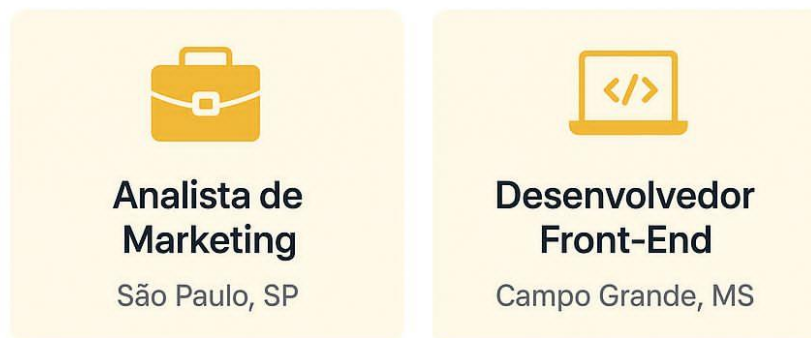 Analista de
Marketing
São Paulo, SP
Desenvolvedor
Front-End
Campo Grande, MS